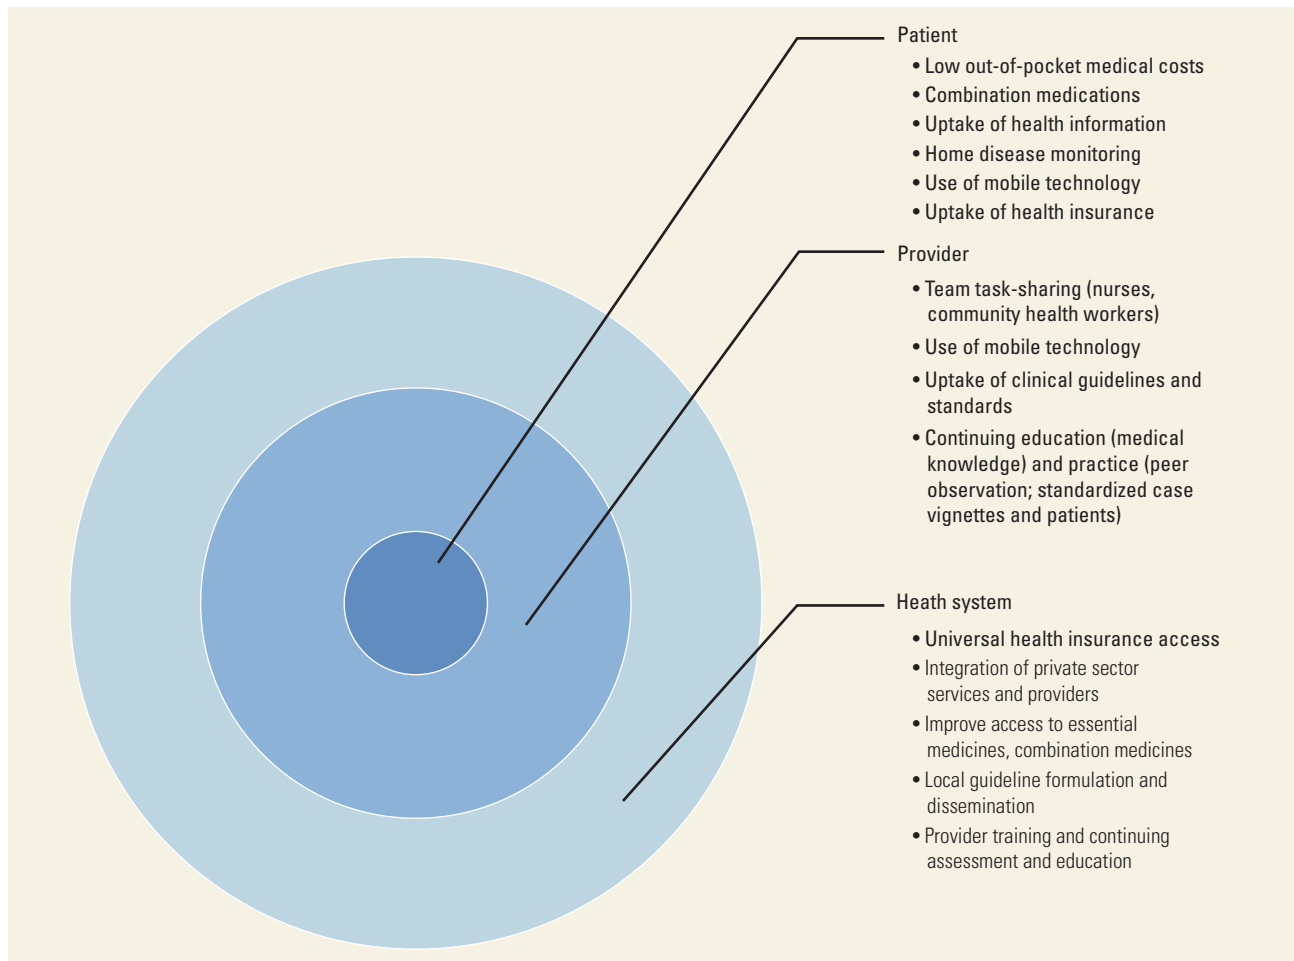 Patient
• Low out-of-pocket medical costs
• Combination medications
• Uptake of health information
• Home disease monitoring
• Use of mobile technology
• Uptake of health insurance
Provider
• Team task-sharing (nurses,
community health workers)
• Use of mobile technology
• Uptake of clinical guidelines and
standards
• Continuing education (medical
knowledge) and practice (peer
observation; standardized case
vignettes and patients)
Heath system
• Universal health insurance access
• Integration of private sector
services and providers
• Improve access to essential
medicines, combination medicines
• Local guideline formulation and
dissemination
• Provider training and continuing
assessment and education